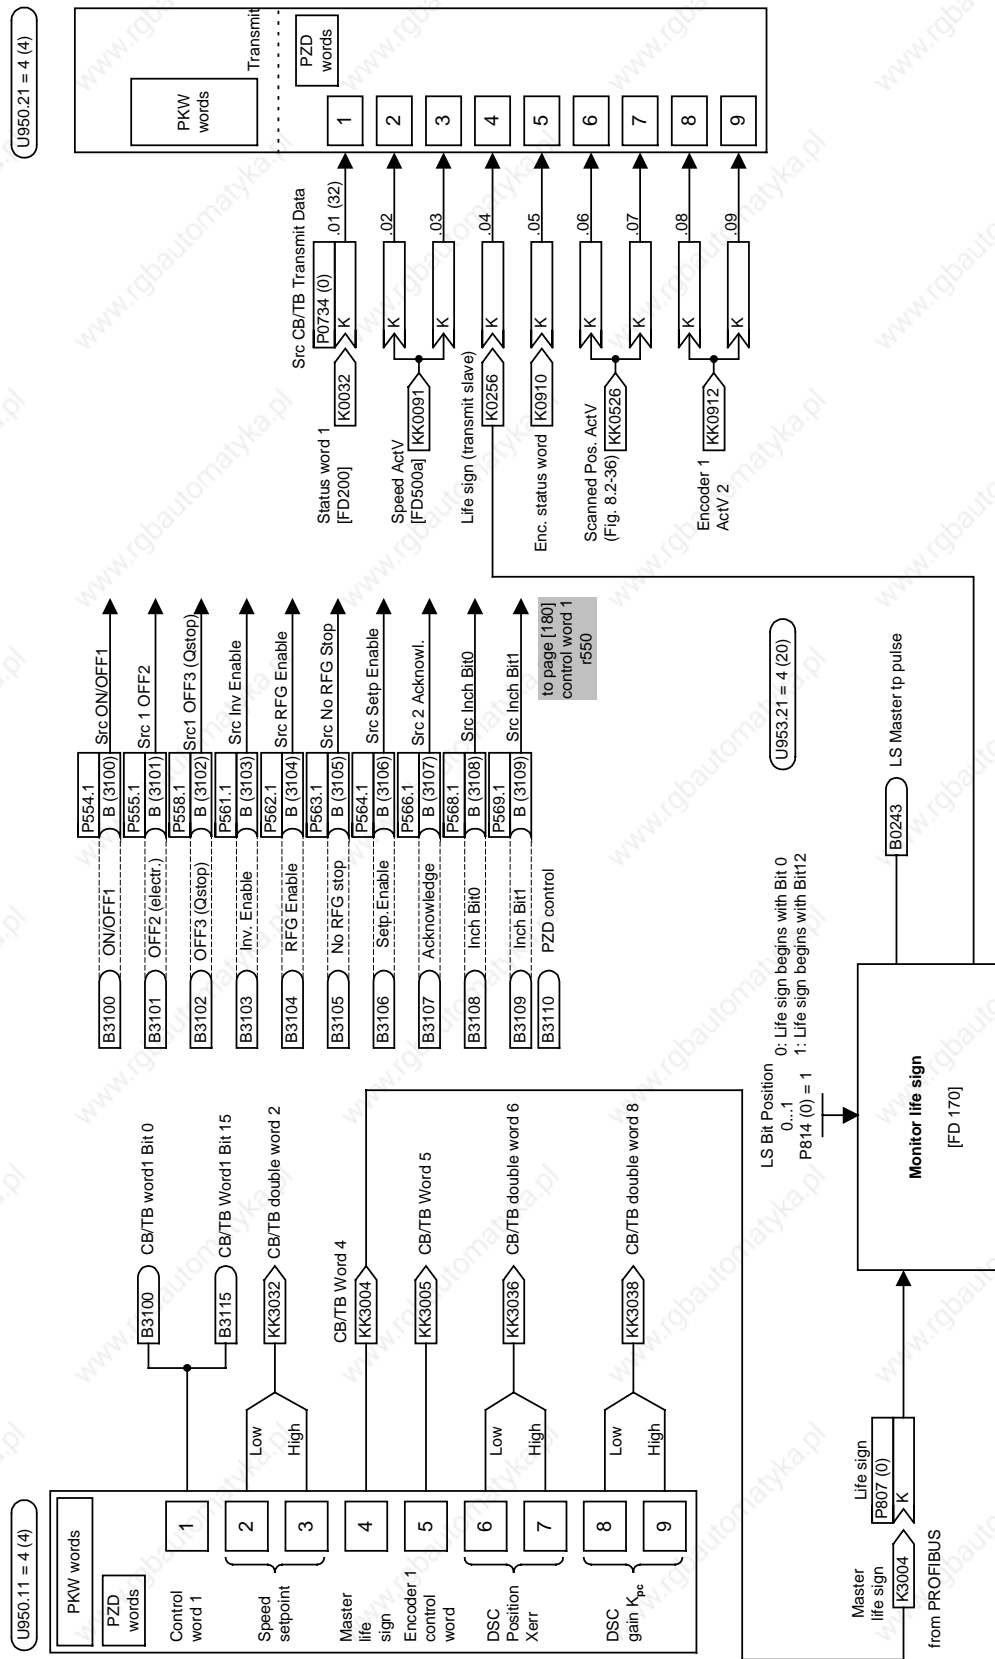 U950.11 = 4 (4)
PKW words
PZD
words
Control
word 1
1
Speed
setpoint
2
3
Master
life
sign
4
Encoder 1
control
word
5
DSC
Position
Xerr
6
7
DSC
gain Kpc
8
9
Low
High
Low
High
Low
High
B3100
CB/TB word1 Bit 0
B3115
CB/TB Word1 Bit 15
KK3032
CB/TB double word 2
CB/TB Word 4
KK3004
KK3005
CB/TB Word 5
KK3036
CB/TB double word 6
KK3038
CB/TB double word 8
Master
life sign
K3004
from PROFIBUS
Life sign
P807 (0)
K
LS Bit Position
0...1
P814 (0) = 1
0: Life sign begins with Bit 0
1: Life sign begins with Bit12
Monitor life sign
[FD 170]
B0243
LS Master tp pulse
U953.21 = 4 (20)
B3100
ON/OFF1
P554.1
B (3100)
Src ON/OFF1
B3101
OFF2 (electr.)
P555.1
B (3101)
Src 1 OFF2
B3102
OFF3 (Qstop)
P558.1
B (3102)
Src1 OFF3 (Qstop)
B3103
Inv. Enable
P561.1
B (3103)
Src Inv Enable
B3104
RFG Enable
P562.1
B (3104)
Src RFG Enable
B3105
No RFG stop
P563.1
B (3105)
Src No RFG Stop
B3106
Setp.Enable
P564.1
B (3106)
Src Setp Enable
B3107
Acknowledge
P566.1
B (3107)
Src 2 Acknowl.
B3108
Inch Bit0
P568.1
B (3108)
Src Inch Bit0
B3109
Inch Bit1
P569.1
B (3109)
Src Inch Bit1
B3110
PZD control
to page [180]
control word 1
r550
Src CB/TB Transmit Data
P0734 (0)
Status word 1
[FD200]
K0032
K
.01 (32)
Speed ActV
[FD500a]
KK0091
K
.02
K
.03
Life sign (transmit slave)
K0256
K
.04
Enc. status word
K0910
K
.05
Scanned Pos. ActV
(Fig. 8.2-36)
KK0526
K
.06
K
.07
Encoder 1
ActV 2
KK0912
K
.08
K
.09
U950.21 = 4 (4)
PKW
words
Transmit
PZD
words
1
2
3
4
5
6
7
8
9
www.rgbautomatyka.pl